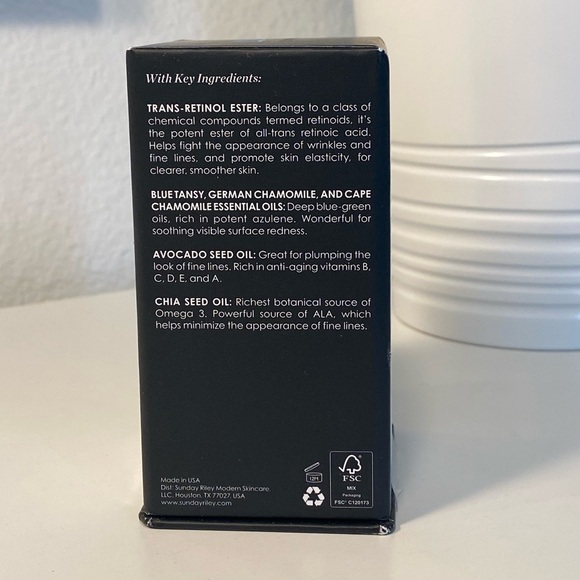 With Key Ingredients:
TRANS-RETINOL ESTER: Belongs to a class of
chemical compounds termed retinoids, it's
the potent ester of all-trans retinoic acid.
Helps fight the appearance of wrinkles and
fine lines, and promote skin elasticity, for
clearer, smoother skin.
BLUE TANSY, GERMAN CHAMOMILE, AND CAPE
CHAMOMILE ESSENTIAL OILS: Deep blue-green
oils, rich in potent azulene. Wonderful for
soothing visible surface redness.
AVOCADO SEED OIL: Great for plumping the
look of fine lines. Rich in anti-aging vitamins B,
C, D, E, and A.
CHIA SEED OIL: Richest botanical source of
Omega 3. Powerful source of ALA, which
helps minimize the appearance of fine lines.
Made in USA
Dist: Sunday Riley Modern Skincare,
LLC. Houston, TX 77027, USA
www.sundayriley.com
FSC
MIX
Packaging
FSC® C120173